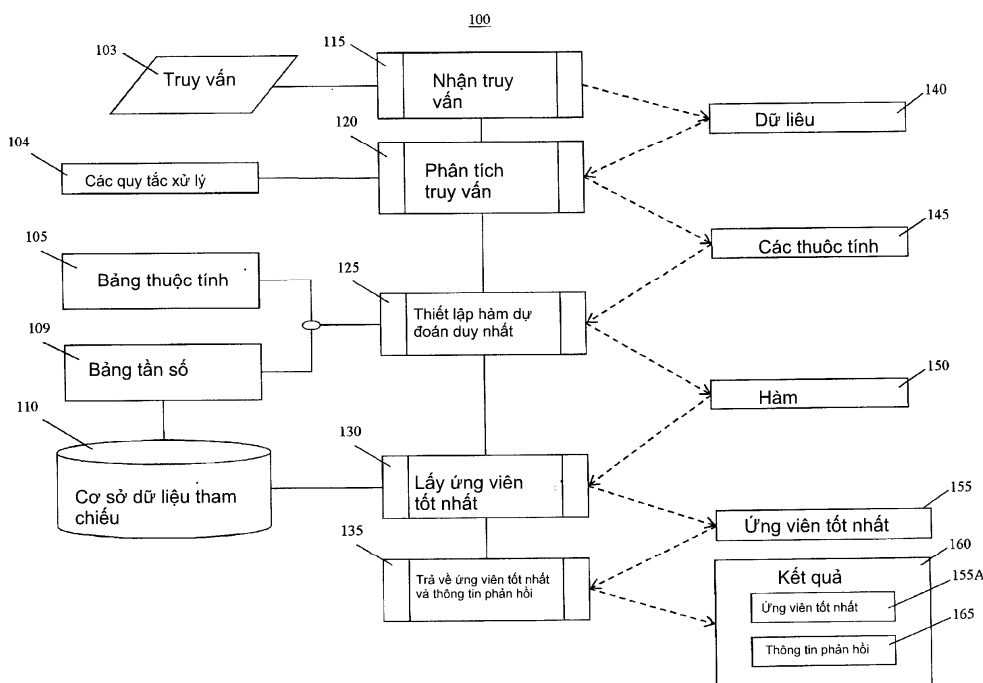 100
103
Truy vấn
115
Nhận truy
vấn
140
Dữ liêu
104
Các quy tắc xử lý
120
Phân tích
truy vấn
145
Các thuôc tính
105
Bảng thuộc tính
125
Thiết lập hàm dự
đoán duy nhất
109
Bảng tần số
150
Hàm
110
Cơ sở dữ liệu tham
chiếu
130
Lấy ứng viên
tốt nhất
155
Ứng viên tốt nhất
135
Trả về ứng viên tốt nhất
và thông tin phản hồi
160
Kết quả
155A
Ứng viên tốt nhất
165
Thông tin phản hồi